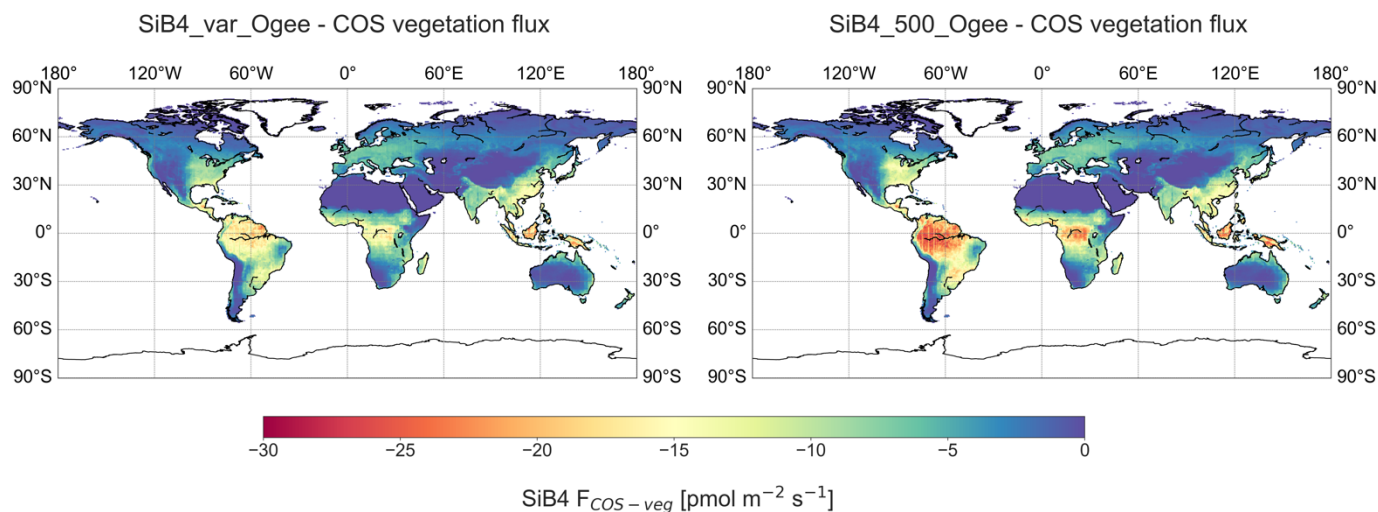 SiB4_var_Ogee - COS vegetation flux
SiB4_500_Ogee - COS vegetation flux
180° 120°W 60°W 0° 60°E 120°E 180°
180° 120°W 60°W 0° 60°E 120°E 180°
90°N 90°N 90°N 90°N
60°N 60°N 60°N 60°N
30°N 30°N 30°N 30°N
0° 0° 0° 0°
30°S 30°S 30°S 30°S
60°S 60°S 60°S 60°S
90°S 90°S 90°S 90°S
−30 −25 −20 −15 −10 −5 0
SiB4 F_{COS−veg} [pmol m⁻² s⁻¹]